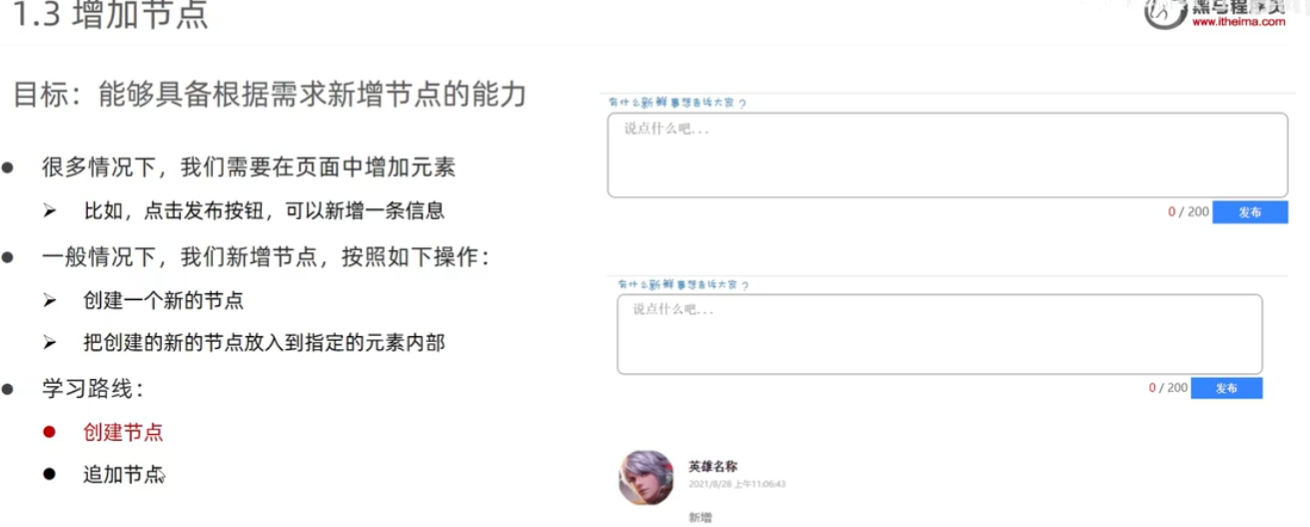 1.3 增加节点
www.itheima.com
目标：能够具备根据需求新增节点的能力
很多情况下，我们需要在页面中增加元素
比如，点击发布按钮，可以新增一条信息
一般情况下，我们新增节点，按照如下操作：
创建一个新的节点
把创建的新的节点放入到指定的元素内部
学习路线：
创建节点
追加节点
有什么新鲜事想告诉大家？
说点什么吧...
0 / 200 发布
有什么新鲜事想告诉大家？
说点什么吧...
0 / 200 发布
英雄名称
2021/8/28 上午11:06:43
新增